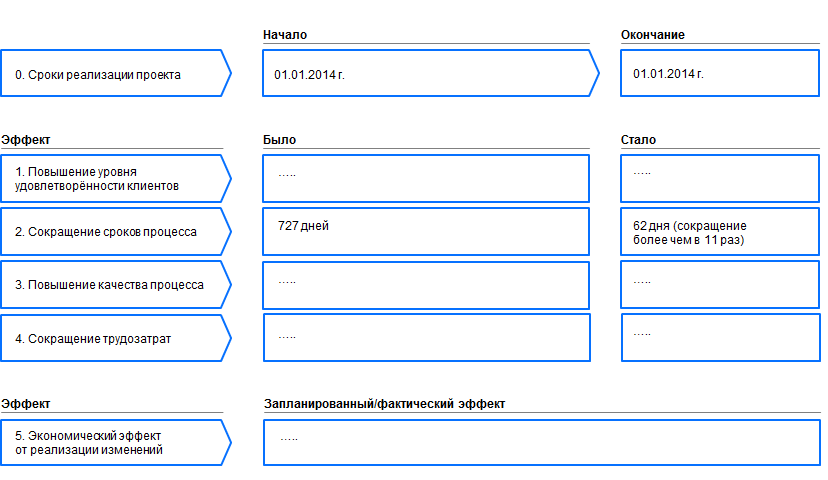 Начало
Окончание
0. Сроки реализации проекта
01.01.2014 г.
01.01.2014 г.
Эффект
Было
Стало
1. Повышение уровня
удовлетворённости клиентов
.....
.....
2. Сокращение сроков процесса
727 дней
62 дня (сокращение
более чем в 11 раз)
3. Повышение качества процесса
.....
.....
4. Сокращение трудозатрат
.....
.....
Эффект
Запланированный/фактический эффект
5. Экономический эффект
от реализации изменений
.....